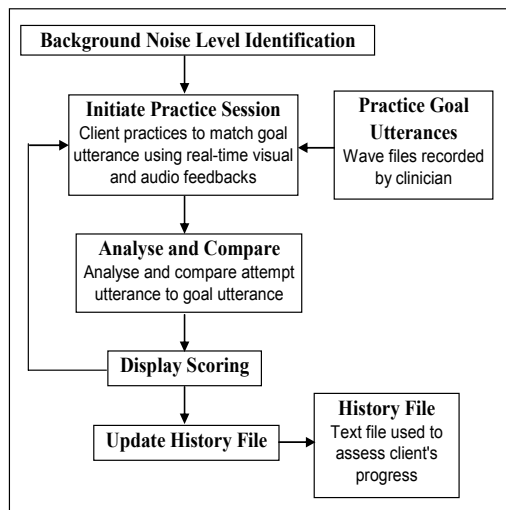 Background Noise Level Identification
Initiate Practice Session
Client practices to match goal
utterance using real-time visual
and audio feedbacks
Practice Goal
Utterances
Wave files recorded
by clinician
Analyse and Compare
Analyse and compare attempt
utterance to goal utterance
Display Scoring
Update History File
History File
Text file used to
assess client's
progress